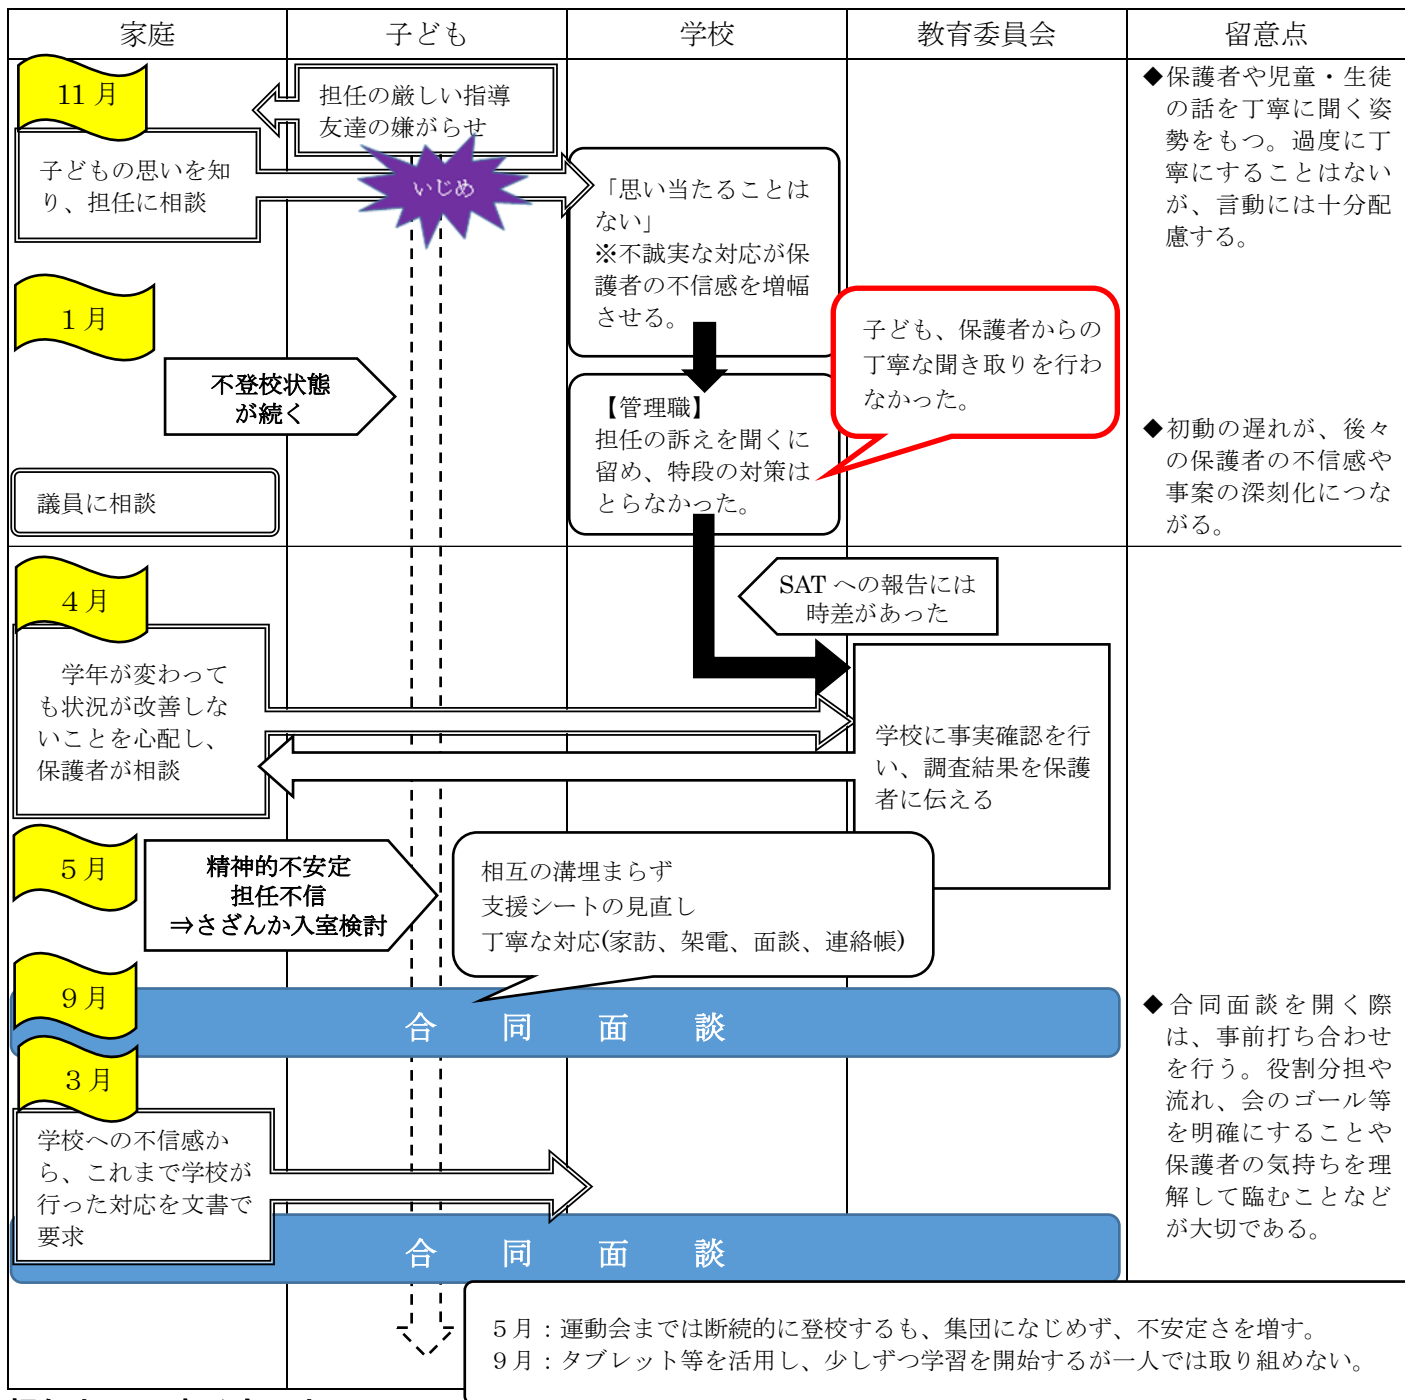 家庭
子ども
学校
教育委員会
留意点
11月
担任の厳しい指導
友達の嫌がらせ
子どもの思いを知
り、担任に相談
いじめ
「思い当たることは
ない」
※不誠実な対応が保
護者の不信感を増幅
させる。
◆保護者や児童・生徒
の話を丁寧に聞く姿
勢をもつ。過度に丁
寧にすることはない
が、言動には十分配
慮する。
1月
不登校状態
が続く
【管理職】
担任の訴えを聞くに
留め、特段の対策は
とらなかった。
子ども、保護者からの
丁寧な聞き取りを行わ
なかった。
◆初動の遅れが、後々
の保護者の不信感や
事案の深刻化につな
がる。
議員に相談
4月
SATへの報告には
時差があった
学年が変わって
も状況が改善しな
いことを心配し、
保護者が相談
学校に事実確認を行
い、調査結果を保護
者に伝える
5月
精神的不安定
担任不信
⇒さざんか入室検討
相互の溝埋まらず
支援シートの見直し
丁寧な対応(家訪、架電、面談、連絡帳)
9月
合同面談
◆合同面談を開く際
は、事前打ち合わせ
を行う。役割分担や
流れ、会のゴール等
を明確にすることや
保護者の気持ちを理
解して臨むことなど
が大切である。
3月
学校への不信感か
ら、これまで学校が
行った対応を文書で
要求
合同面談
5月：運動会までは断続的に登校するも、集団になじめず、不安定さを増す。
9月：タブレット等を活用し、少しずつ学習を開始するが一人では取り組めない。